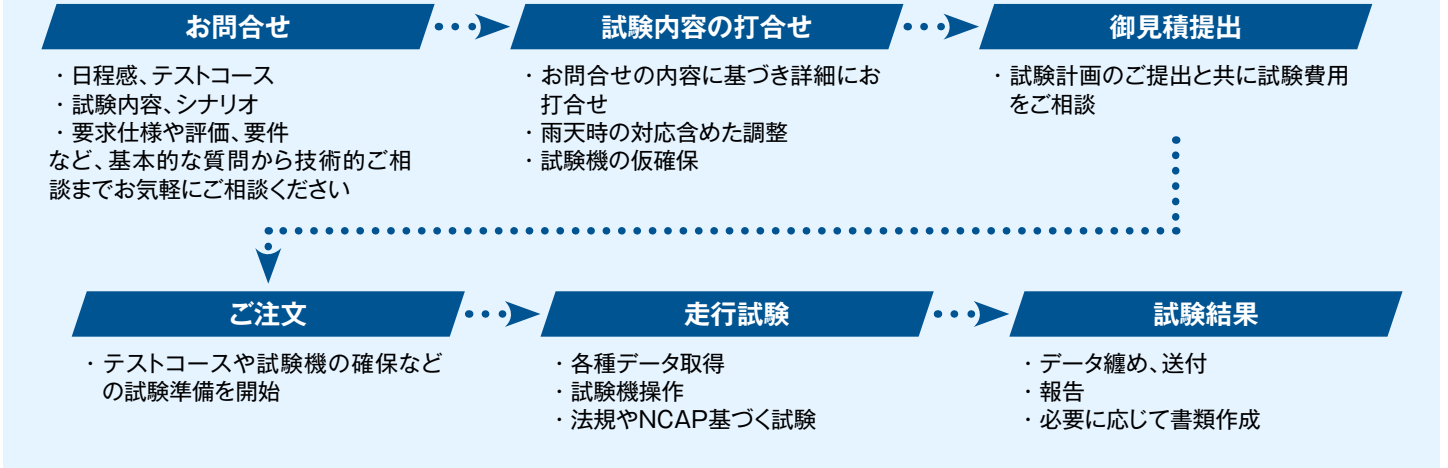 お問合せ
・日程感、テストコース
・試験内容、シナリオ
・要求仕様や評価、要件
など、基本的な質問から技術的ご相
談までお気軽にご相談ください
試験内容の打合せ
・お問合せの内容に基づき詳細にお
打合せ
・雨天時の対応含めた調整
・試験機の仮確保
御見積提出
・試験計画のご提出と共に試験費用
をご相談
ご注文
・テストコースや試験機の確保など
の試験準備を開始
走行試験
・各種データ取得
・試験機操作
・法規やNCAP基づく試験
試験結果
・データ纏め、送付
・報告
・必要に応じて書類作成